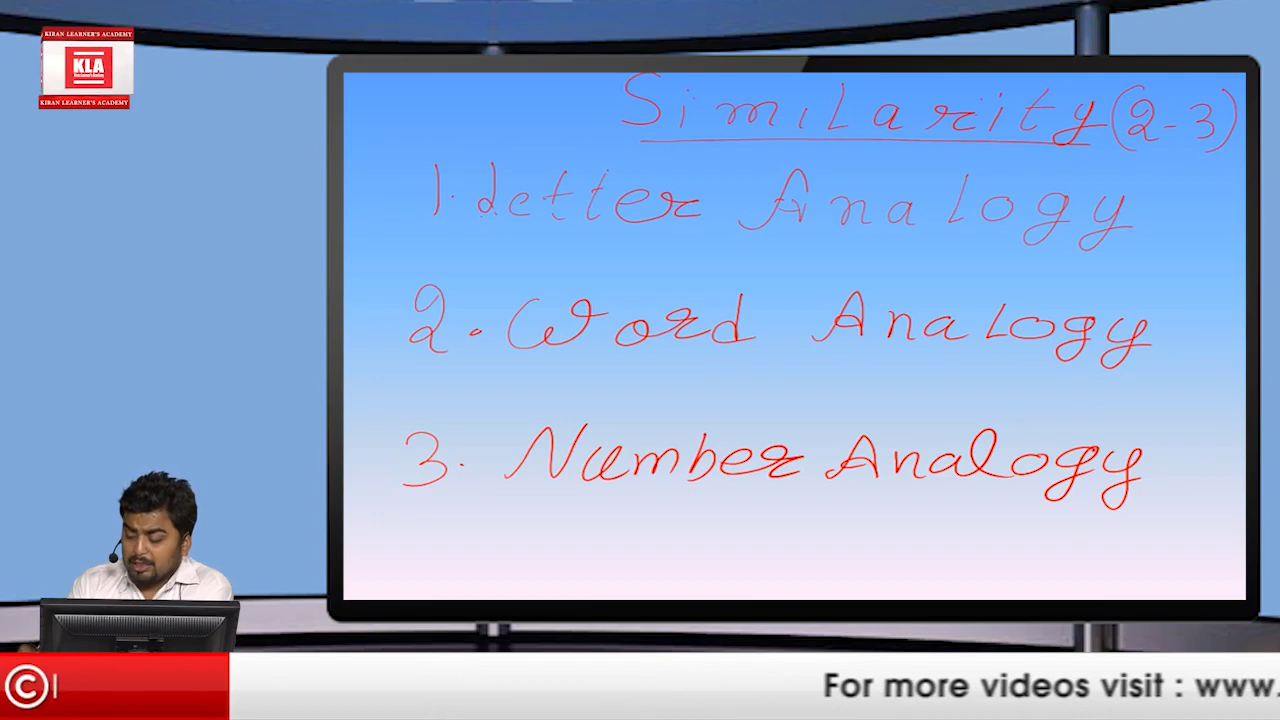 KIRAN LEARNER'S ACADEMY
KLA
KIRAN LEARNER'S ACADEMY
Similarity (2-3)
1. Letter Analogy
2. Word Analogy
3. Number Analogy
©
For more videos visit : www.